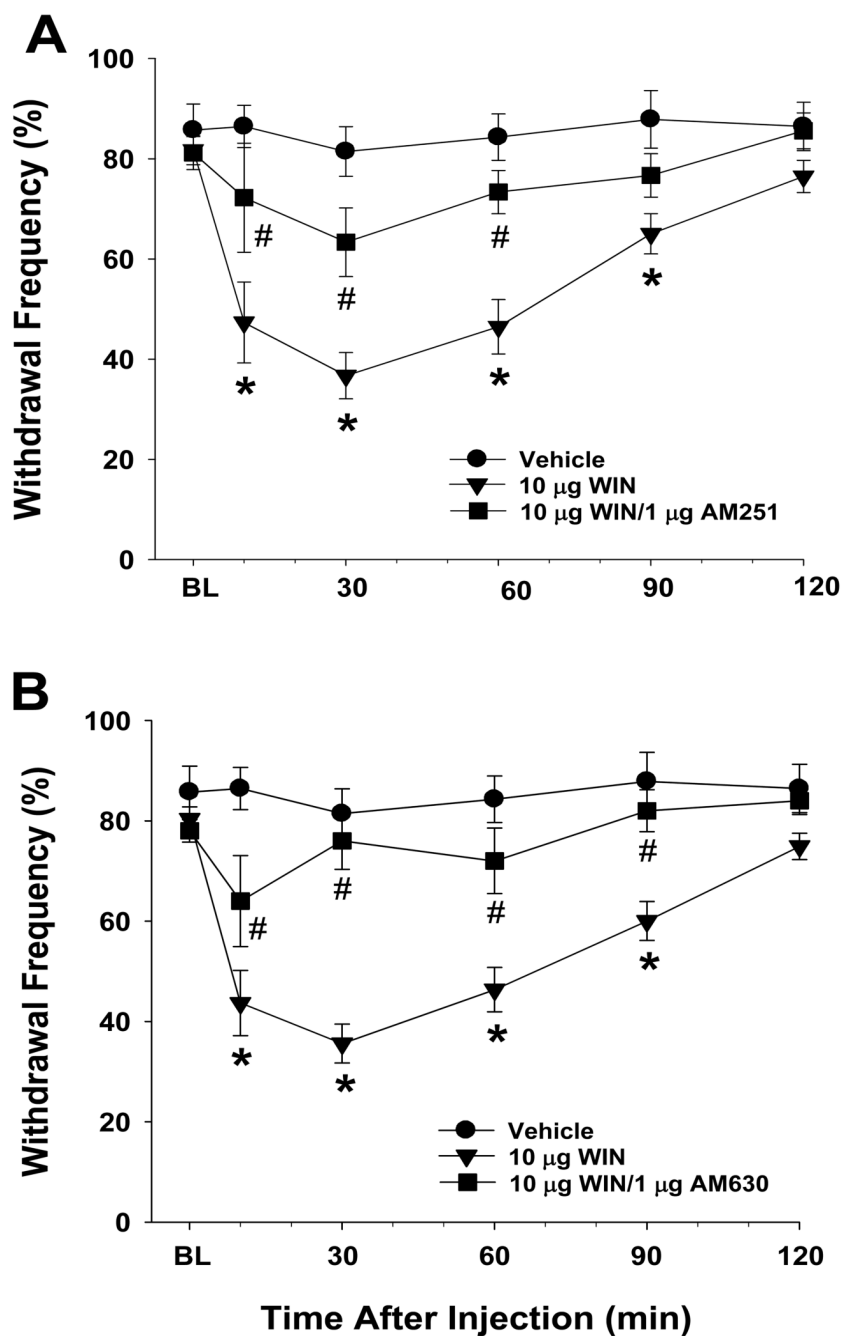 A
Withdrawal Frequency (%)
100
80
60
40
20
0
#
#
#
*
*
*
*
Vehicle
10 μg WIN
10 μg WIN/1 μg AM251
BL 30 60 90 120
B
Withdrawal Frequency (%)
100
80
60
40
20
0
#
#
#
#
*
*
*
*
Vehicle
10 μg WIN
10 μg WIN/1 μg AM630
BL 30 60 90 120
Time After Injection (min)